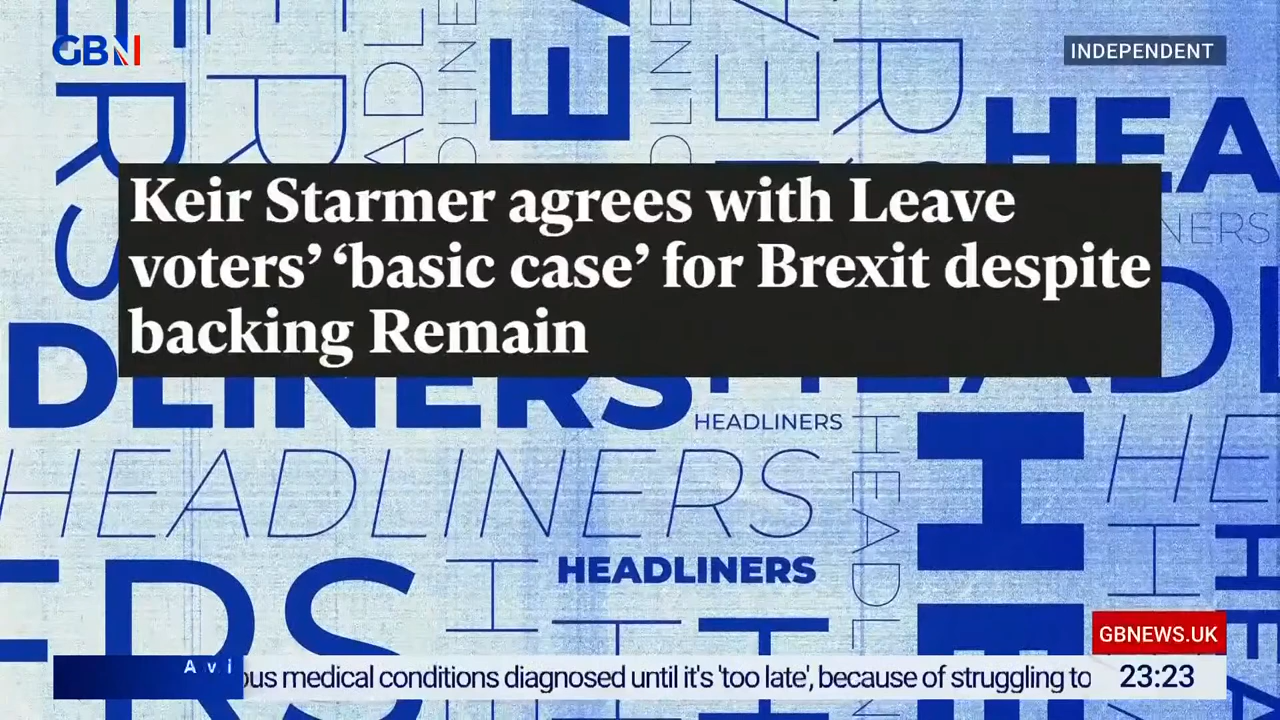 GBN
INDEPENDENT
Keir Starmer agrees with Leave
voters’ ‘basic case’ for Brexit despite
backing Remain
HEADLINERS
HEADLINERS
HEADLINERS
HEADLINERS
GBNEWS.UK
medical conditions diagnosed until it's 'too late', because of struggling to
23:23